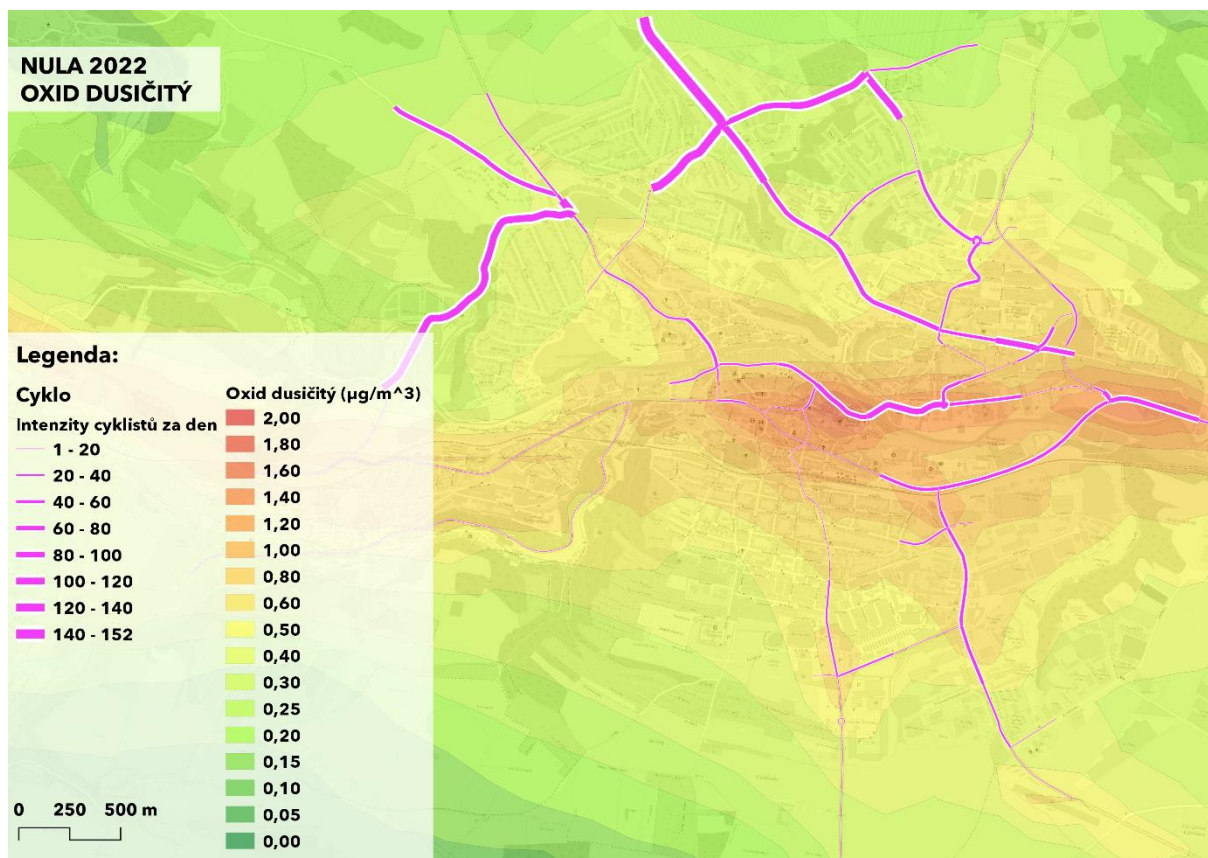 NULA 2022
OXID DUSIČITÝ
Legenda:
Cyklo
Intenzity cyklistů za den
1 - 20
20 - 40
40 - 60
60 - 80
80 - 100
100 - 120
120 - 140
140 - 152
Oxid dusičitý (µg/m^3)
2,00
1,80
1,60
1,40
1,20
1,00
0,80
0,60
0,50
0,40
0,30
0,25
0,20
0,15
0,10
0,05
0,00
0 250 500 m